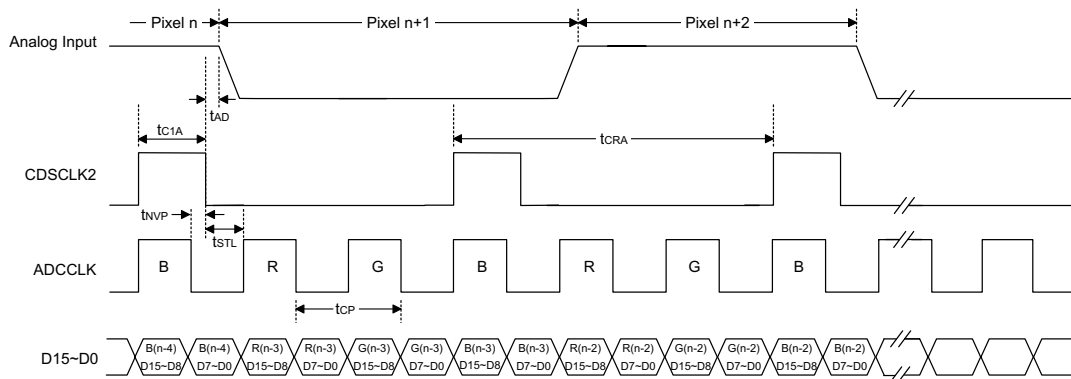 Pixel n Pixel n+1 Pixel n+2
Analog Input
tAD
tC1A tCRA
CDSCLK2
tNVP
tSTL
ADCCLK B R G B R G B
tCP
B(n-4) B(n-4) R(n-3) R(n-3) G(n-3) G(n-3) B(n-3) B(n-3) R(n-2) R(n-2) G(n-2) G(n-2) B(n-2) B(n-2)
D15~D0
D15~D8 D7~D0 D15~D8 D7~D0 D15~D8 D7~D0 D15~D8 D7~D0 D15~D8 D7~D0 D15~D8 D7~D0 D15~D8 D7~D0